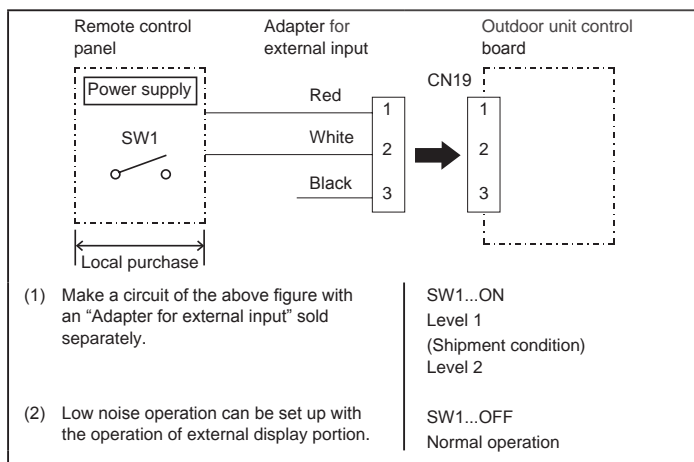 Remote control
panel
Adapter for
external input
Outdoor unit control
board
Power supply
CN19
Red
1
1
SW1
White
2
2
Black
3
3
Local purchase
(1) Make a circuit of the above figure with
an “Adapter for external input” sold
separately.
SW1...ON
Level 1
(Shipment condition)
Level 2
(2) Low noise operation can be set up with
the operation of external display portion.
SW1...OFF
Normal operation